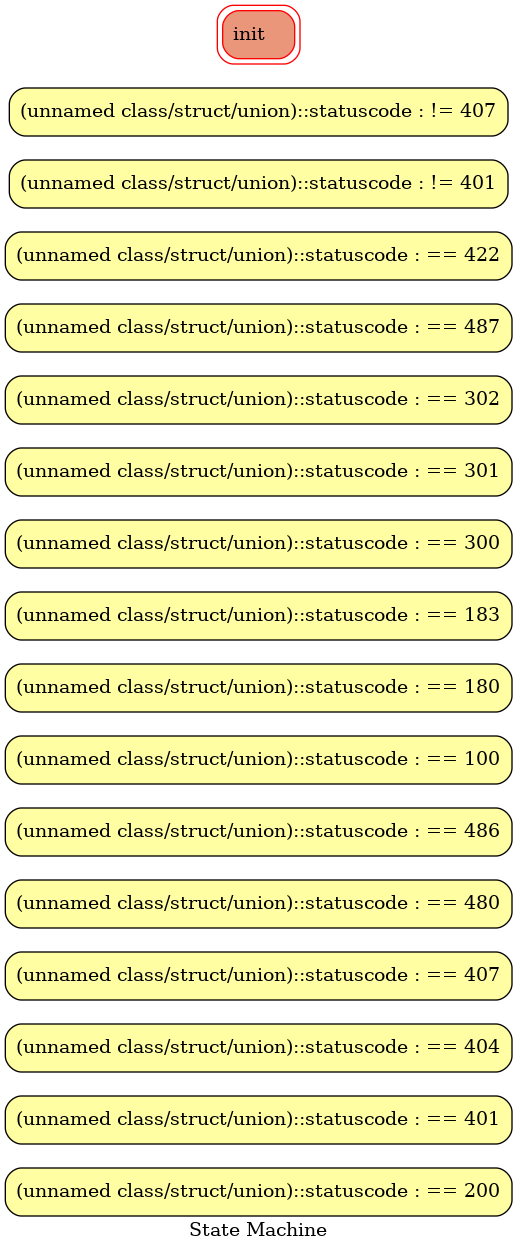 init
(unnamed class/struct/union)::statuscode : != 407
(unnamed class/struct/union)::statuscode : != 401
(unnamed class/struct/union)::statuscode : == 422
(unnamed class/struct/union)::statuscode : == 487
(unnamed class/struct/union)::statuscode : == 302
(unnamed class/struct/union)::statuscode : == 301
(unnamed class/struct/union)::statuscode : == 300
(unnamed class/struct/union)::statuscode : == 183
(unnamed class/struct/union)::statuscode : == 180
(unnamed class/struct/union)::statuscode : == 100
(unnamed class/struct/union)::statuscode : == 486
(unnamed class/struct/union)::statuscode : == 480
(unnamed class/struct/union)::statuscode : == 407
(unnamed class/struct/union)::statuscode : == 404
(unnamed class/struct/union)::statuscode : == 401
(unnamed class/struct/union)::statuscode : == 200
State Machine